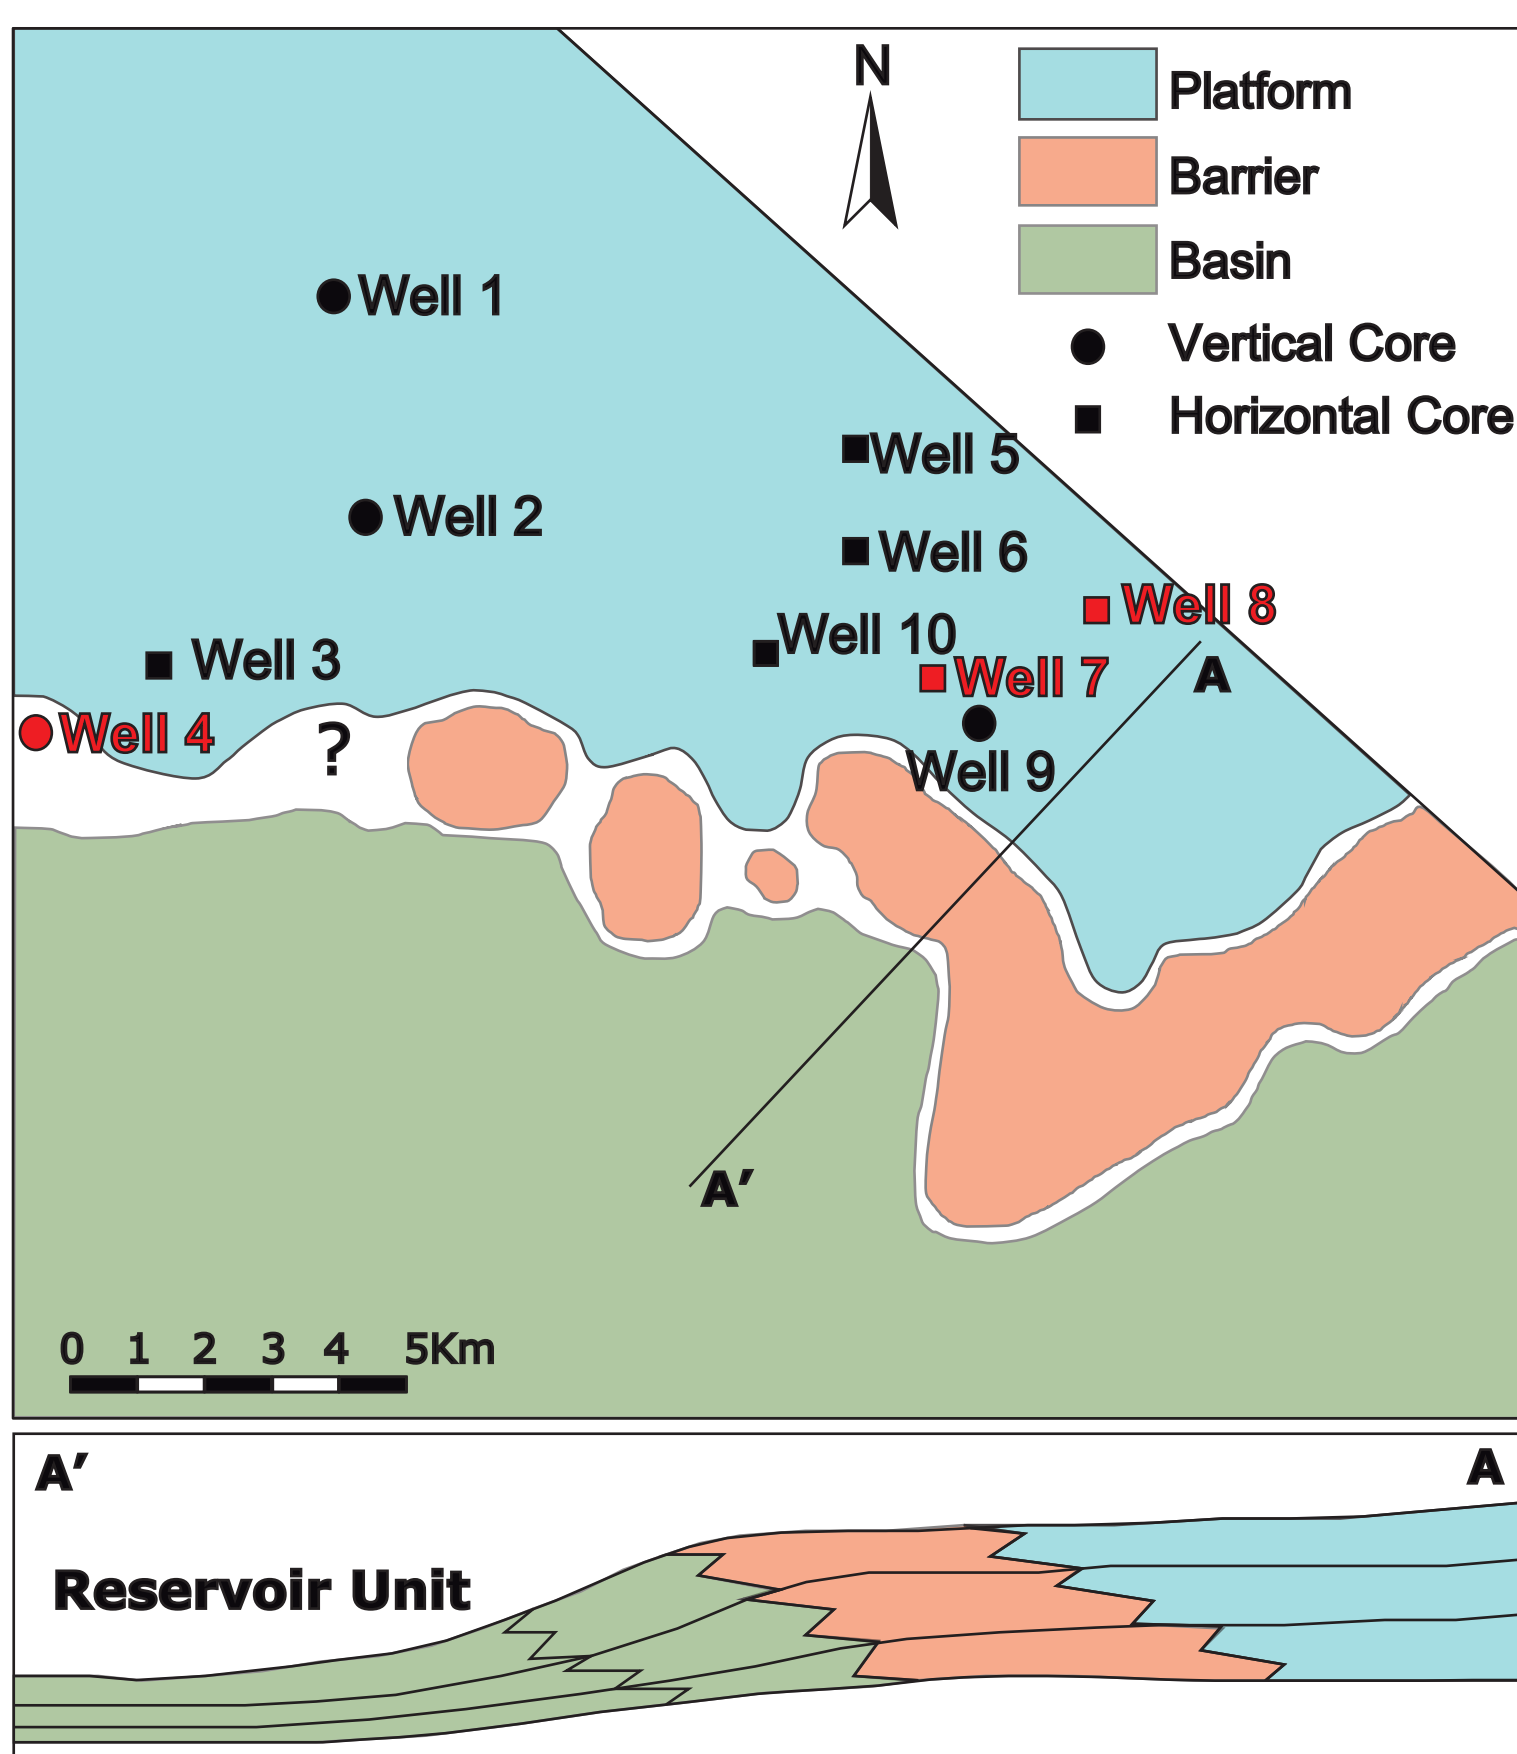 N
Platform
Barrier
Basin
Vertical Core
Horizontal Core
Well 1
Well 5
Well 2
Well 6
Well 8
Well 10
Well 3
Well 7
A
Well 4
?
Well 9
A′
0 1 2 3 4 5Km
A′
A
Reservoir Unit